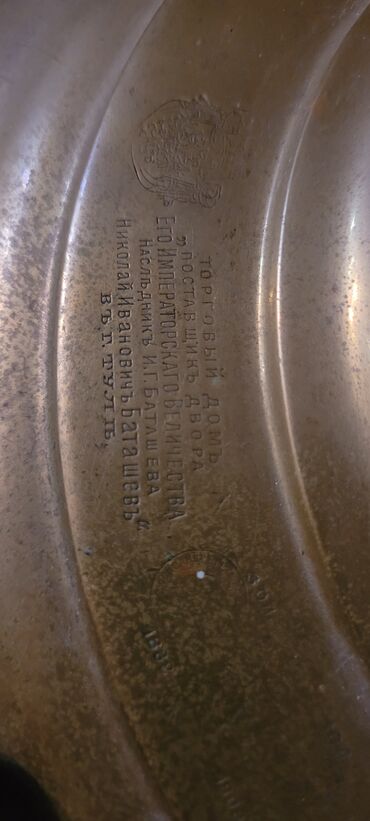 ТОРГОВЫЙ ДОМЪ
„ПОСТАВЩИКЪ ДВОРА
ЕГО ИМПЕРАТОРСКАГО ВЕЛИЧЕСТВА
НАСЛѢДНИКЪ И.Г.БАТАШЕВА
НИКОЛАЙ ИВАНОВИЧЪ БАТАШЕВЪ“
ВЪ Г. ТУЛѢ,